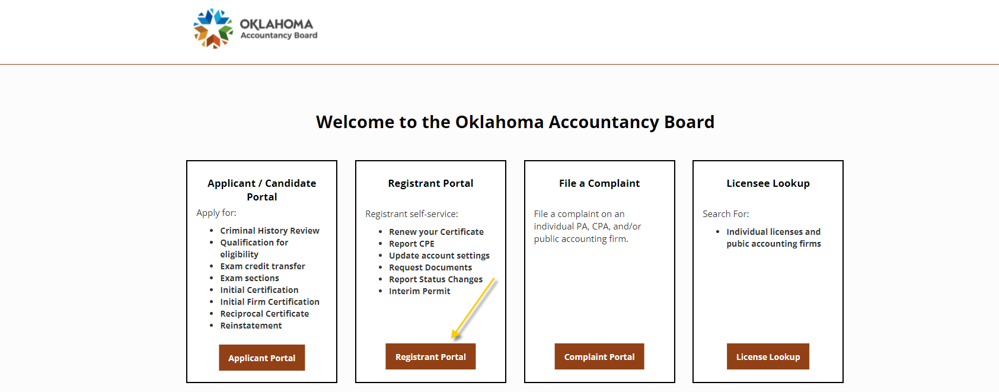 OKLAHOMA
Accountancy Board
Welcome to the Oklahoma Accountancy Board
Applicant / Candidate
Portal
Apply for:
• Criminal History Review
• Qualification for
eligibility
• Exam credit transfer
• Exam sections
• Initial Certification
• Initial Firm Certification
• Reciprocal Certificate
• Reinstatement
Applicant Portal
Registrant Portal
Registrant self-service:
• Renew your Certificate
• Report CPE
• Update account settings
• Request Documents
• Report Status Changes
• Interim Permit
Registrant Portal
File a Complaint
File a complaint on an
individual PA, CPA, and/or
public accounting firm.
Complaint Portal
Licensee Lookup
Search For:
• Individual licenses and
pubic accounting firms
License Lookup